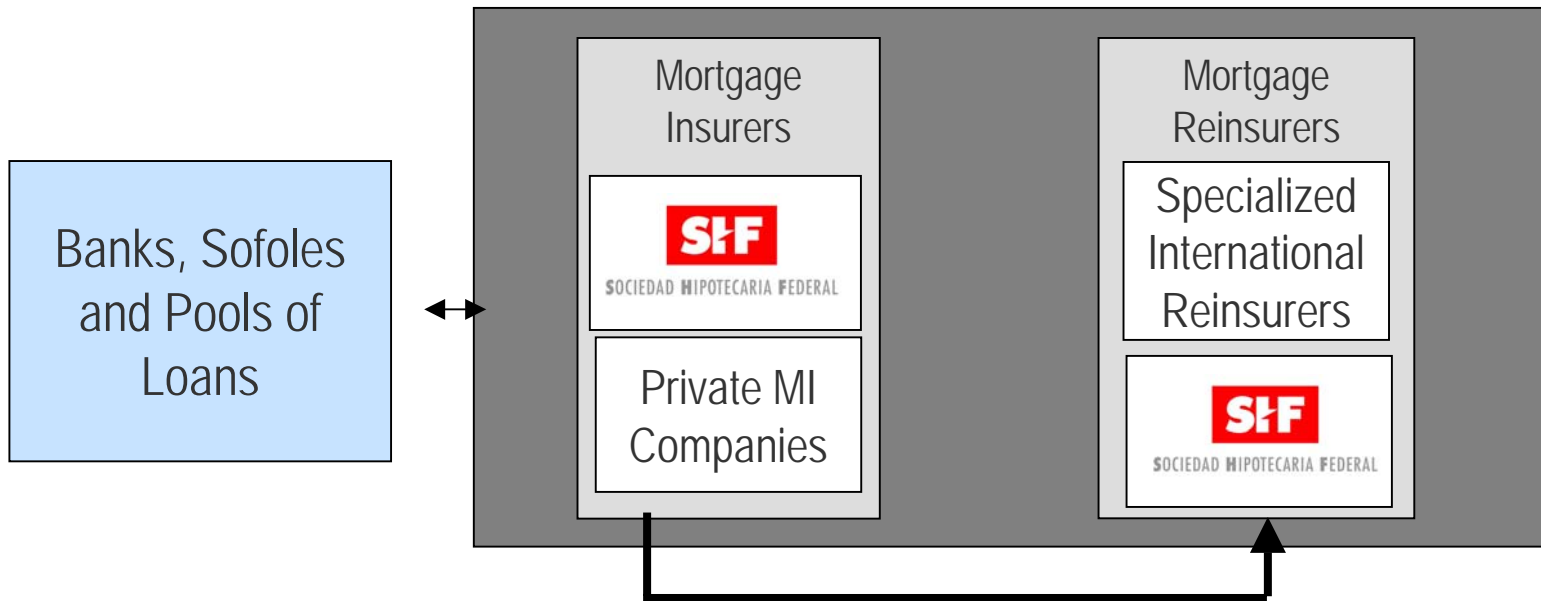 Banks, Sofoles
and Pools of
Loans
Mortgage
Insurers
SHF
SOCIEDAD HIPOTECARIA FEDERAL
Private MI
Companies
Mortgage
Reinsurers
Specialized
International
Reinsurers
SHF
SOCIEDAD HIPOTECARIA FEDERAL